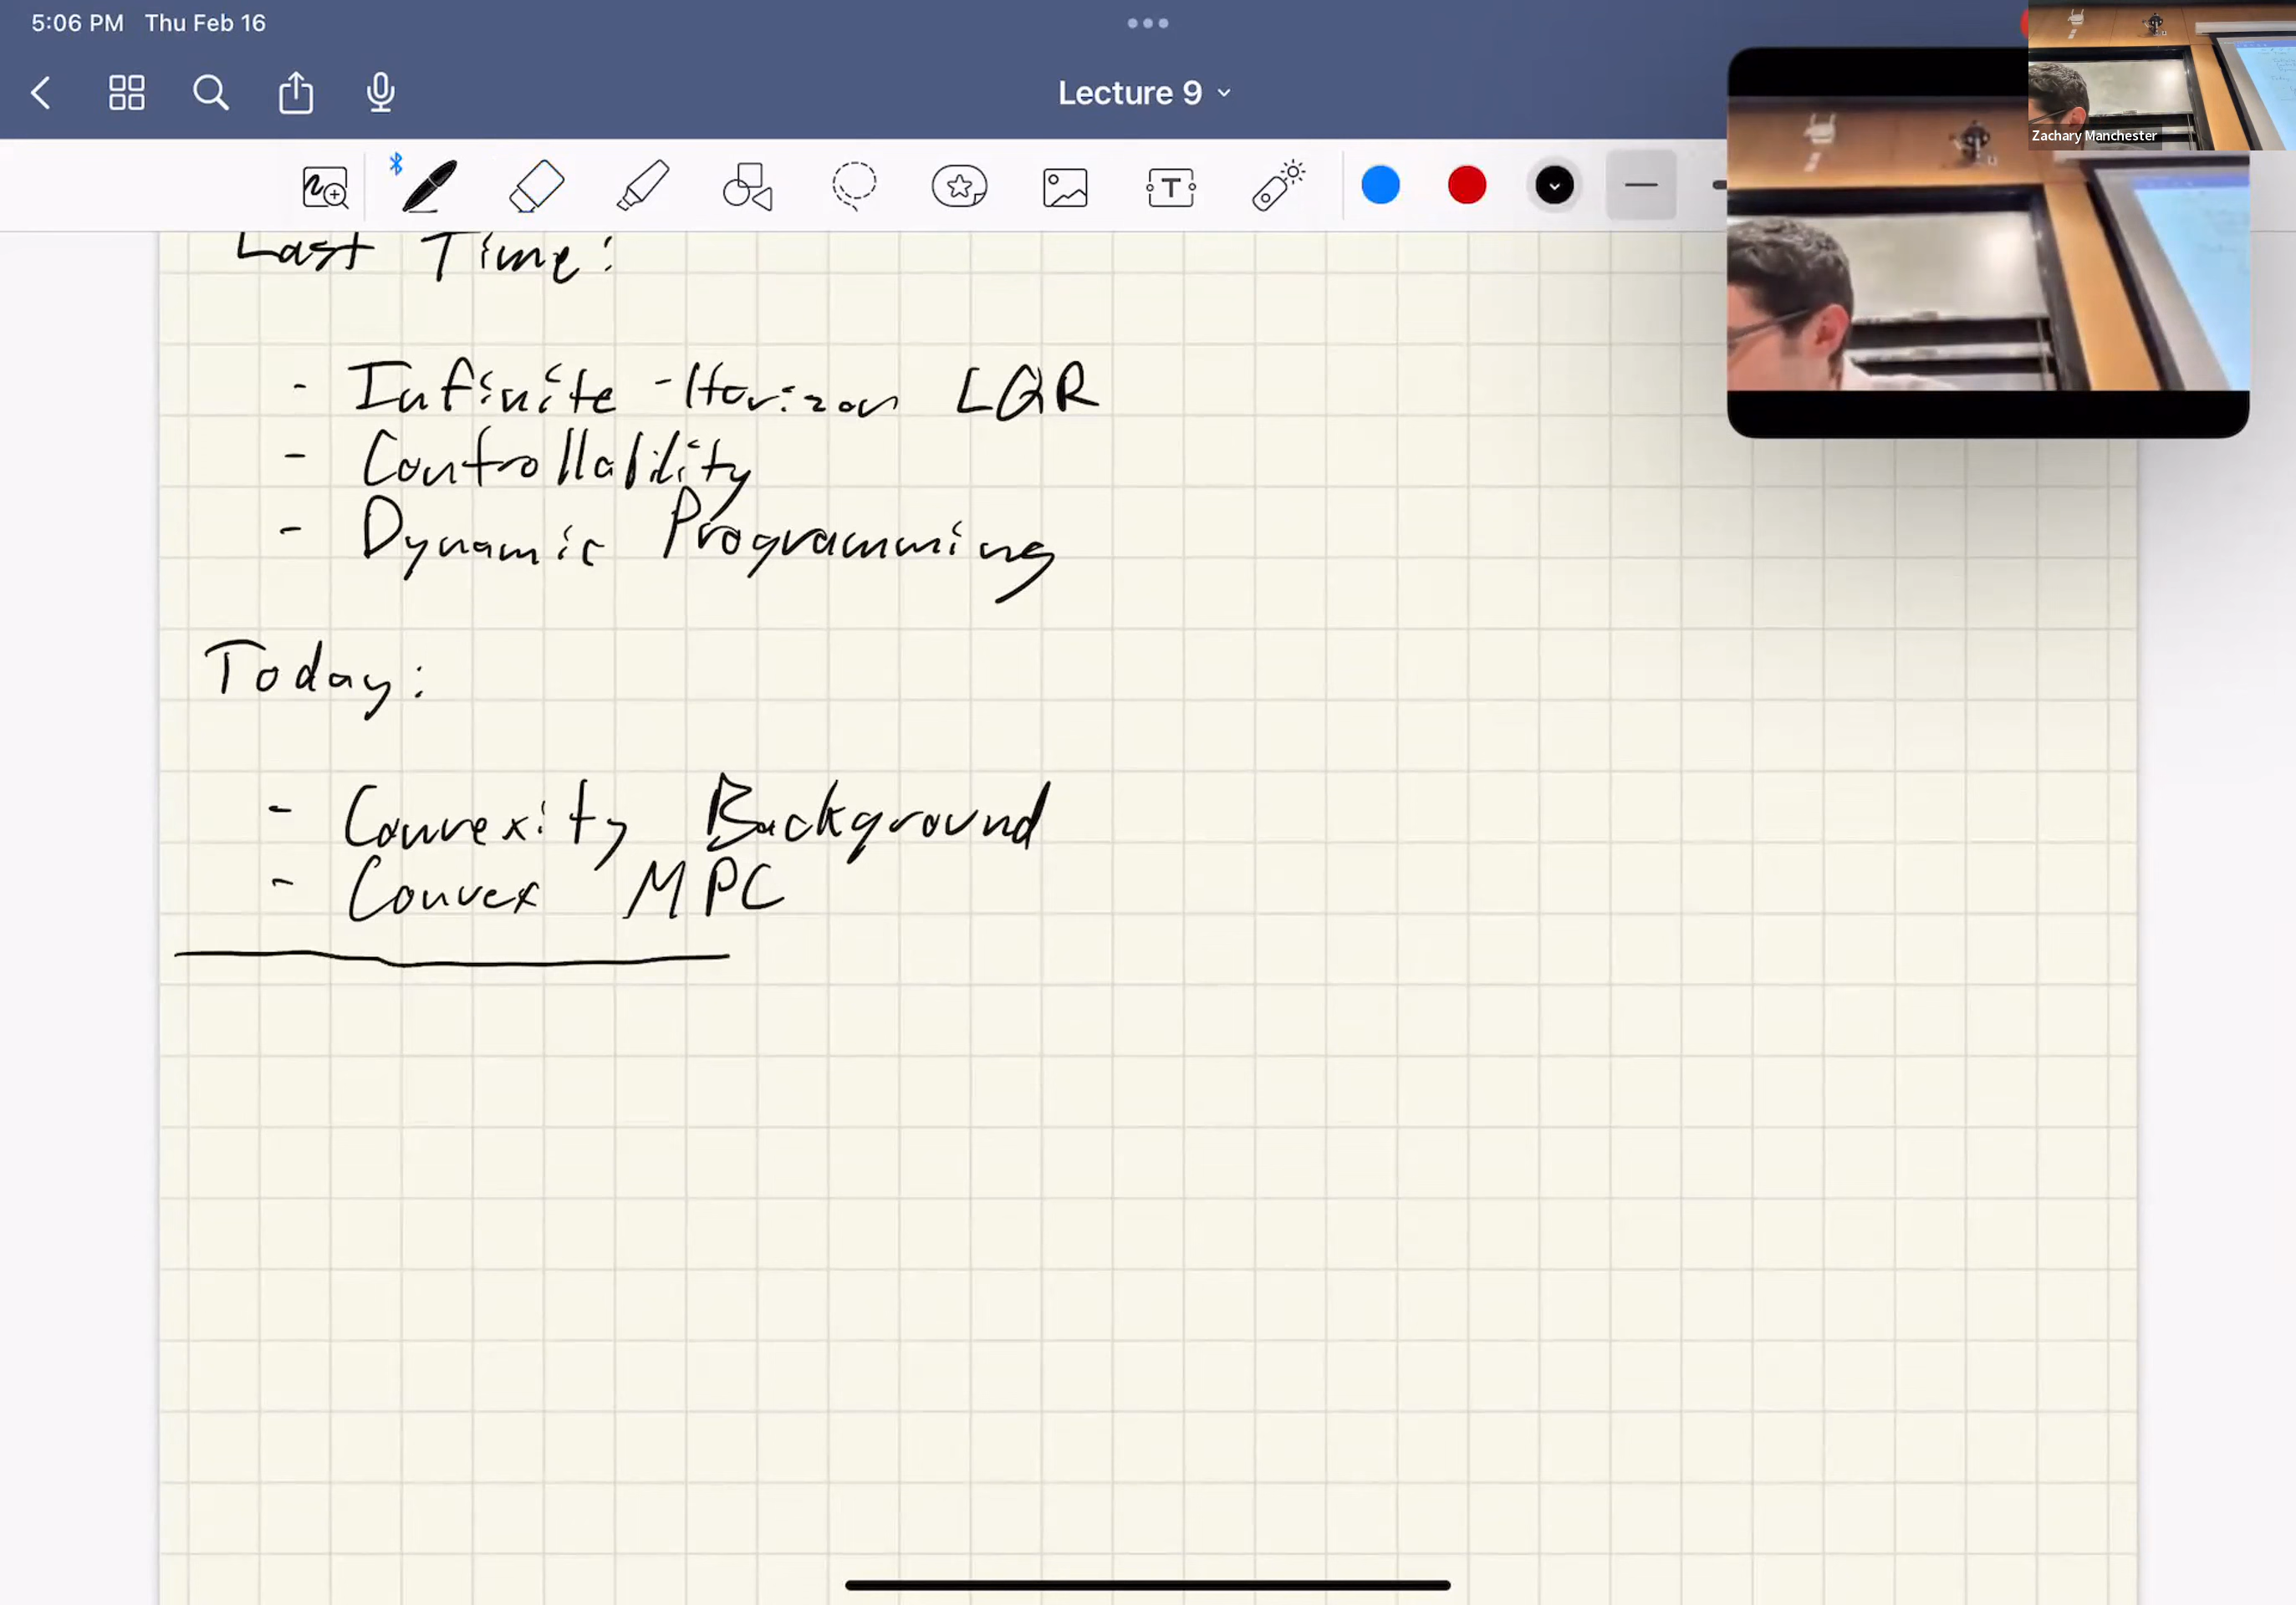 5:06 PM Thu Feb 16
Lecture 9
Zachary Manchester
Last Time:
- Infinite-Horizon LQR
- Controllability
- Dynamic Programming
Today:
- Convexity Background
- Convex MPC